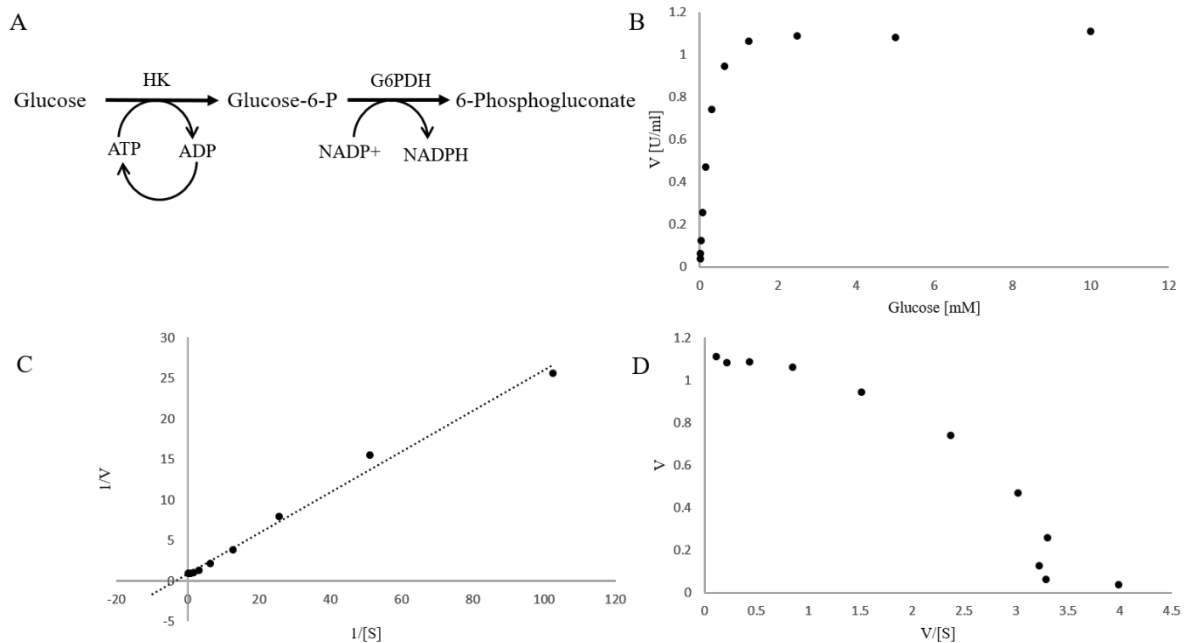 A
HK
G6PDH
Glucose
Glucose-6-P
6-Phosphogluconate
ATP
ADP
NADP+
NADPH
B
1.2
1
0.8
0.6
0.4
0.2
0
V [U/ml]
0 2 4 6 8 10 12
Glucose [mM]
C
30
25
20
15
10
5
0
-5
1/V
-20 0 20 40 60 80 100 120
1/[S]
D
1.2
1
0.8
0.6
0.4
0.2
0
V
0 0.5 1 1.5 2 2.5 3 3.5 4 4.5
V/[S]